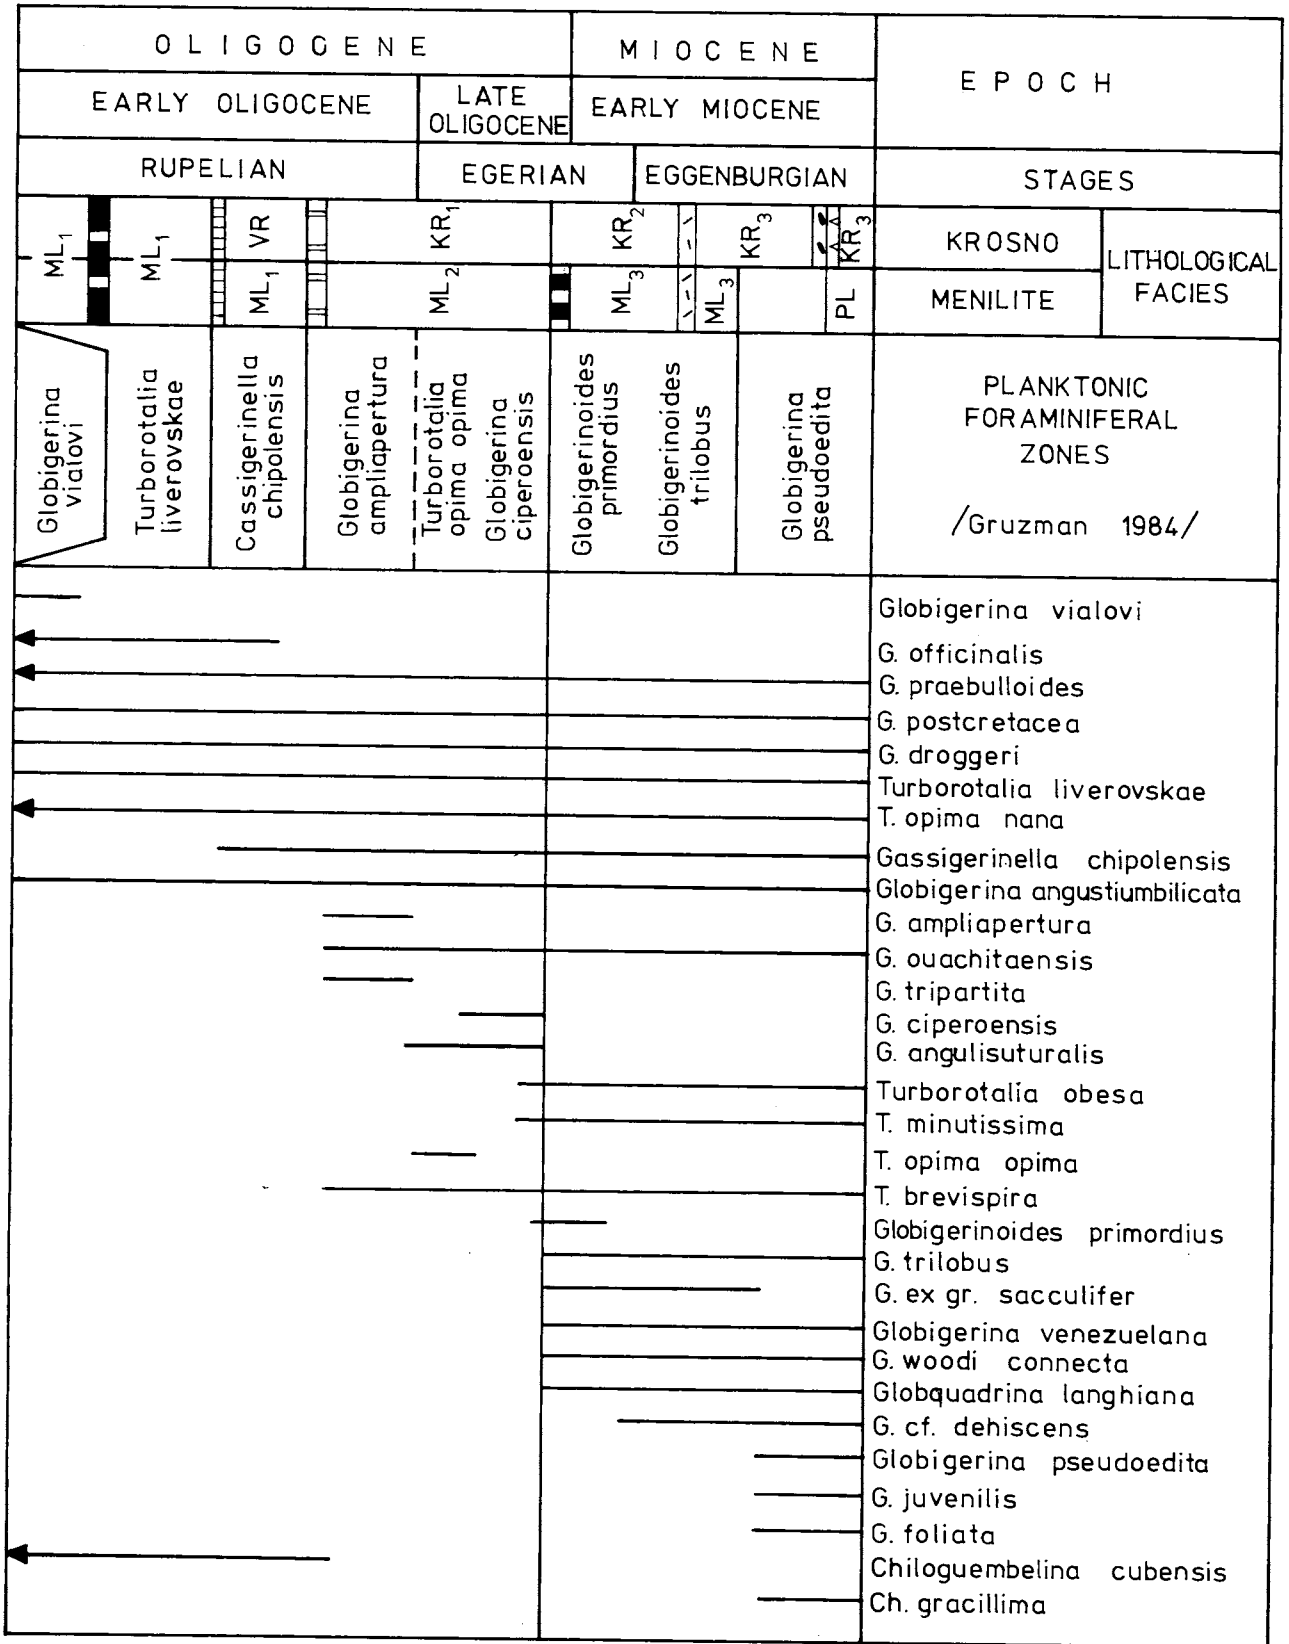 OLIGOCENE
MIOCENE
EPOCH
EARLY OLIGOCENE
LATE
OLIGOCENE
EARLY MIOCENE
RUPELIAN
EGERIAN
EGGENBURGIAN
STAGES
ML1
ML1
VR
KR1
KR2
KR3
KR3
KROSNO
LITHOLOGICAL
FACIES
ML1
ML2
ML3
ML3
PL
MENILITE
Globigerina
vialovi
Turborotalia
liverovskae
Cassigerinella
chipolensis
Globigerina
ampliapertura
Turborotalia
opima opima
Globigerina
ciperoensis
Globigerinoides
primordius
Globigerinoides
trilobus
Globigerina
pseudoedita
PLANKTONIC
FORAMINIFERAL
ZONES
/Gruzman 1984/
Globigerina vialovi
G. officinalis
G. praebulloides
G. postcretacea
G. droggeri
Turborotalia liverovskae
T. opima nana
Gassigerinella chipolensis
Globigerina angustiumbilicata
G. ampliapertura
G. ouachitaensis
G. tripartita
G. ciperoensis
G. angulisuturalis
Turborotalia obesa
T. minutissima
T. opima opima
T. brevispira
Globigerinoides primordius
G. trilobus
G. ex gr. sacculifer
Globigerina venezuelana
G. woodi connecta
Globquadrina langhiana
G. cf. dehiscens
Globigerina pseudoedita
G. juvenilis
G. foliata
Chiloguembelina cubensis
Ch. gracillima